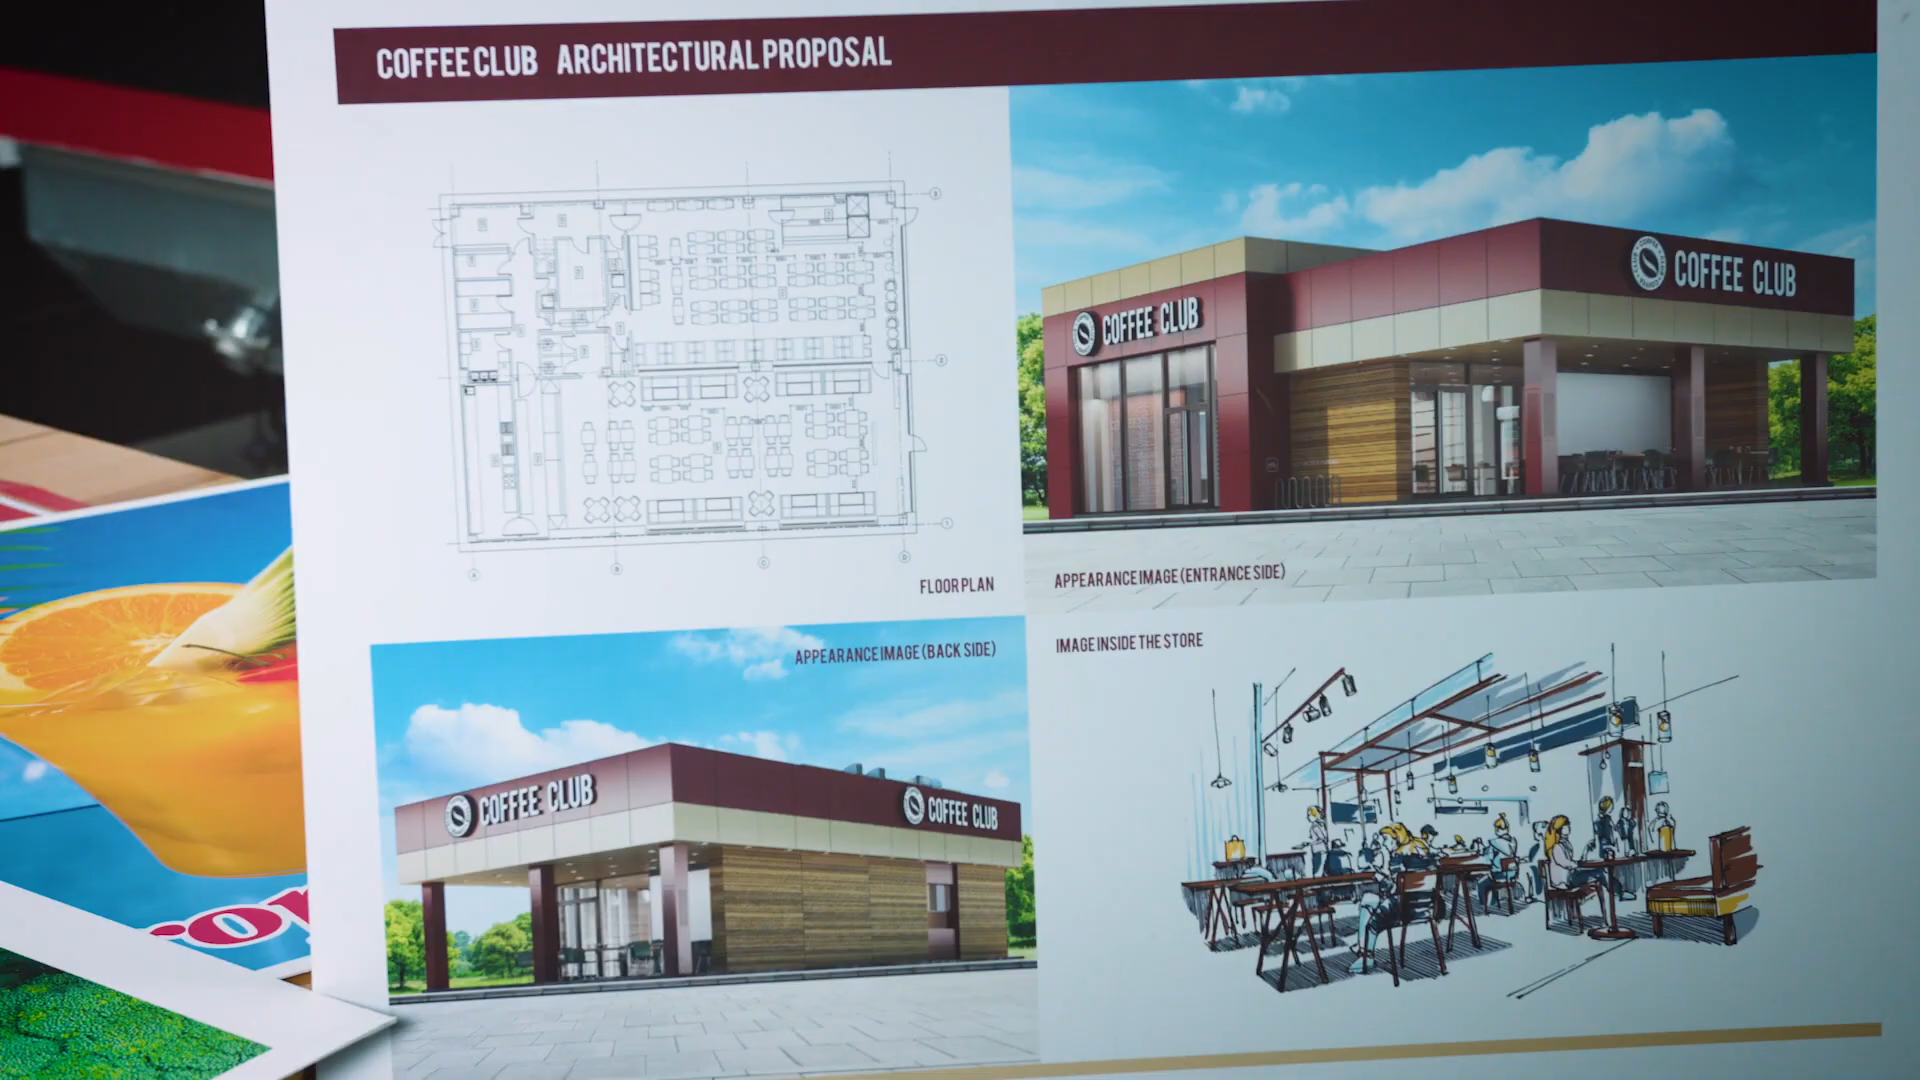 COFFEE CLUB ARCHITECTURAL PROPOSAL
FLOOR PLAN
COFFEE CLUB
COFFEE CLUB
APPEARANCE IMAGE (ENTRANCE SIDE)
APPEARANCE IMAGE (BACK SIDE)
COFFEE CLUB
COFFEE CLUB
IMAGE INSIDE THE STORE